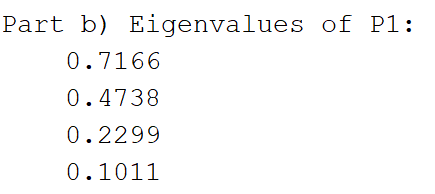 Part b) Eigenvalues of P1:
0.7166
0.4738
0.2299
0.1011